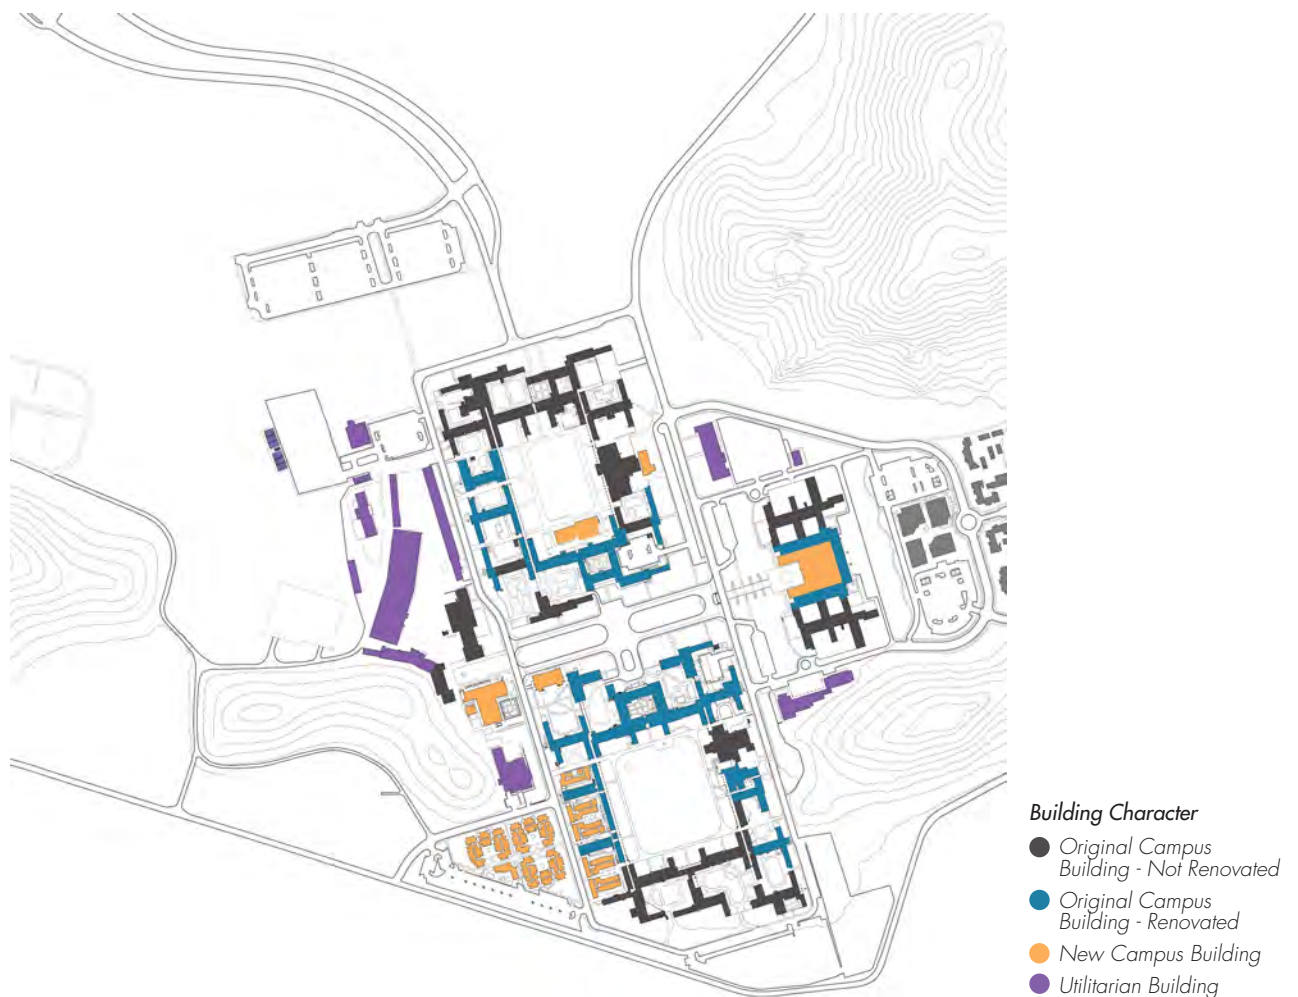 Building Character
Original Campus
Building - Not Renovated
Original Campus
Building - Renovated
New Campus Building
Utilitarian Building